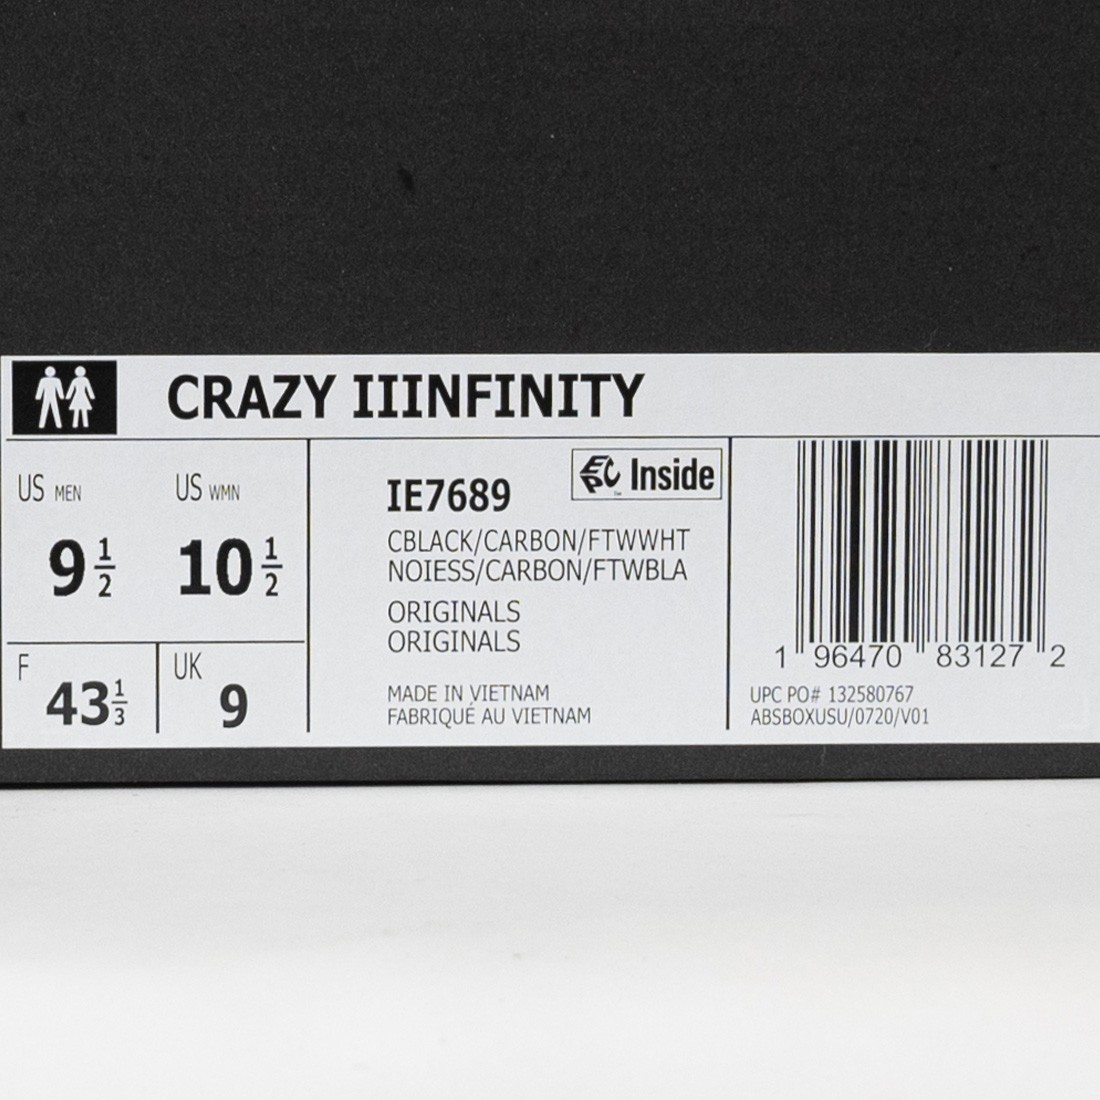 CRAZY IIINFINITY
US MEN
US WMN
9 1/2
10 1/2
F
43 1/3
UK
9
IE7689
EPC Inside
CBLACK/CARBON/FTWWHT
NOIESS/CARBON/FTWBLA
ORIGINALS
ORIGINALS
MADE IN VIETNAM
FABRIQUÉ AU VIETNAM
1 96470 83127 2
UPC PO# 132580767
ABSBOXUSU/0720/V01